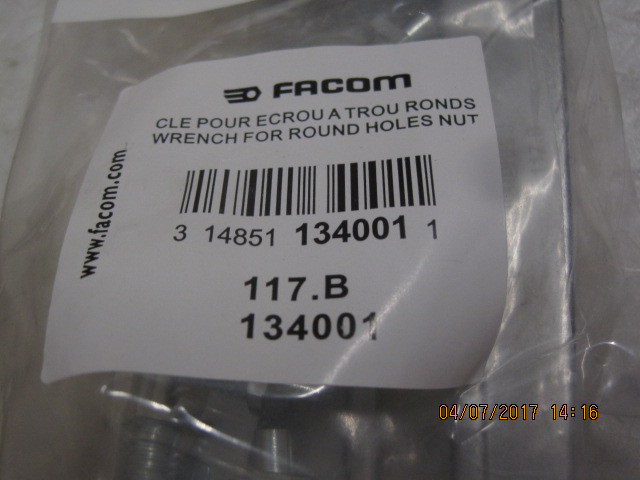 FACOM
CLE POUR ECROU A TROU RONDS
WRENCH FOR ROUND HOLES NUT
www.facom.com
3 14851 134001 1
117.B
134001
04/07/2017 14:16